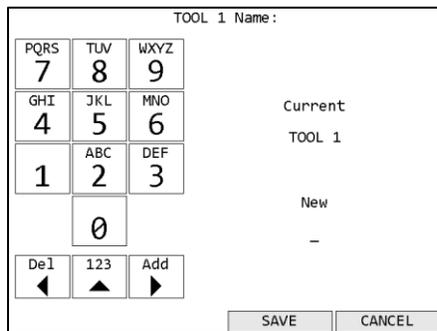 TOOL 1 Name:
PQRS TUV WXYZ
7 8 9
GHI JKL MNO
4 5 6
ABC DEF
1 2 3
0
Del 123 Add
Current
TOOL 1
New
_
SAVE CANCEL